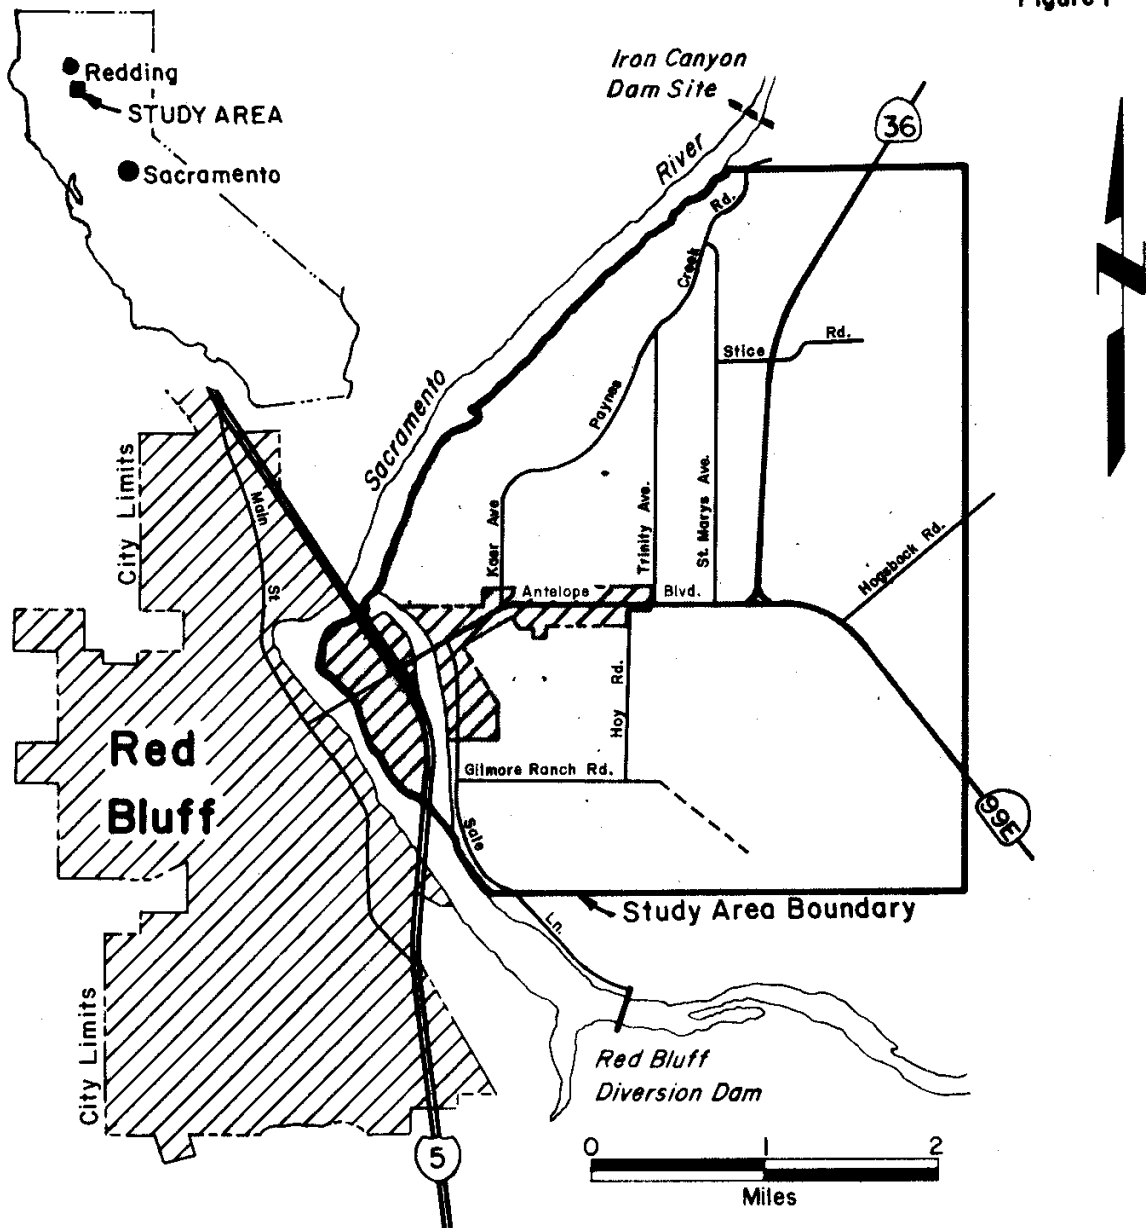 Figure 1
Redding
STUDY AREA
Sacramento
Iron Canyon
Dam Site
36
River
Rd.
Creek
Paynes
Stice Rd.
Sacramento
City Limits
Main
St.
Kaer Ave
Trinity Ave.
St. Marys Ave.
Hogsback Rd.
Antelope Blvd.
Hoy Rd.
Red
Bluff
Gilmore Ranch Rd.
99E
Sale
Ln.
Study Area Boundary
City Limits
Red Bluff
Diversion Dam
5
0 1 2
Miles
N